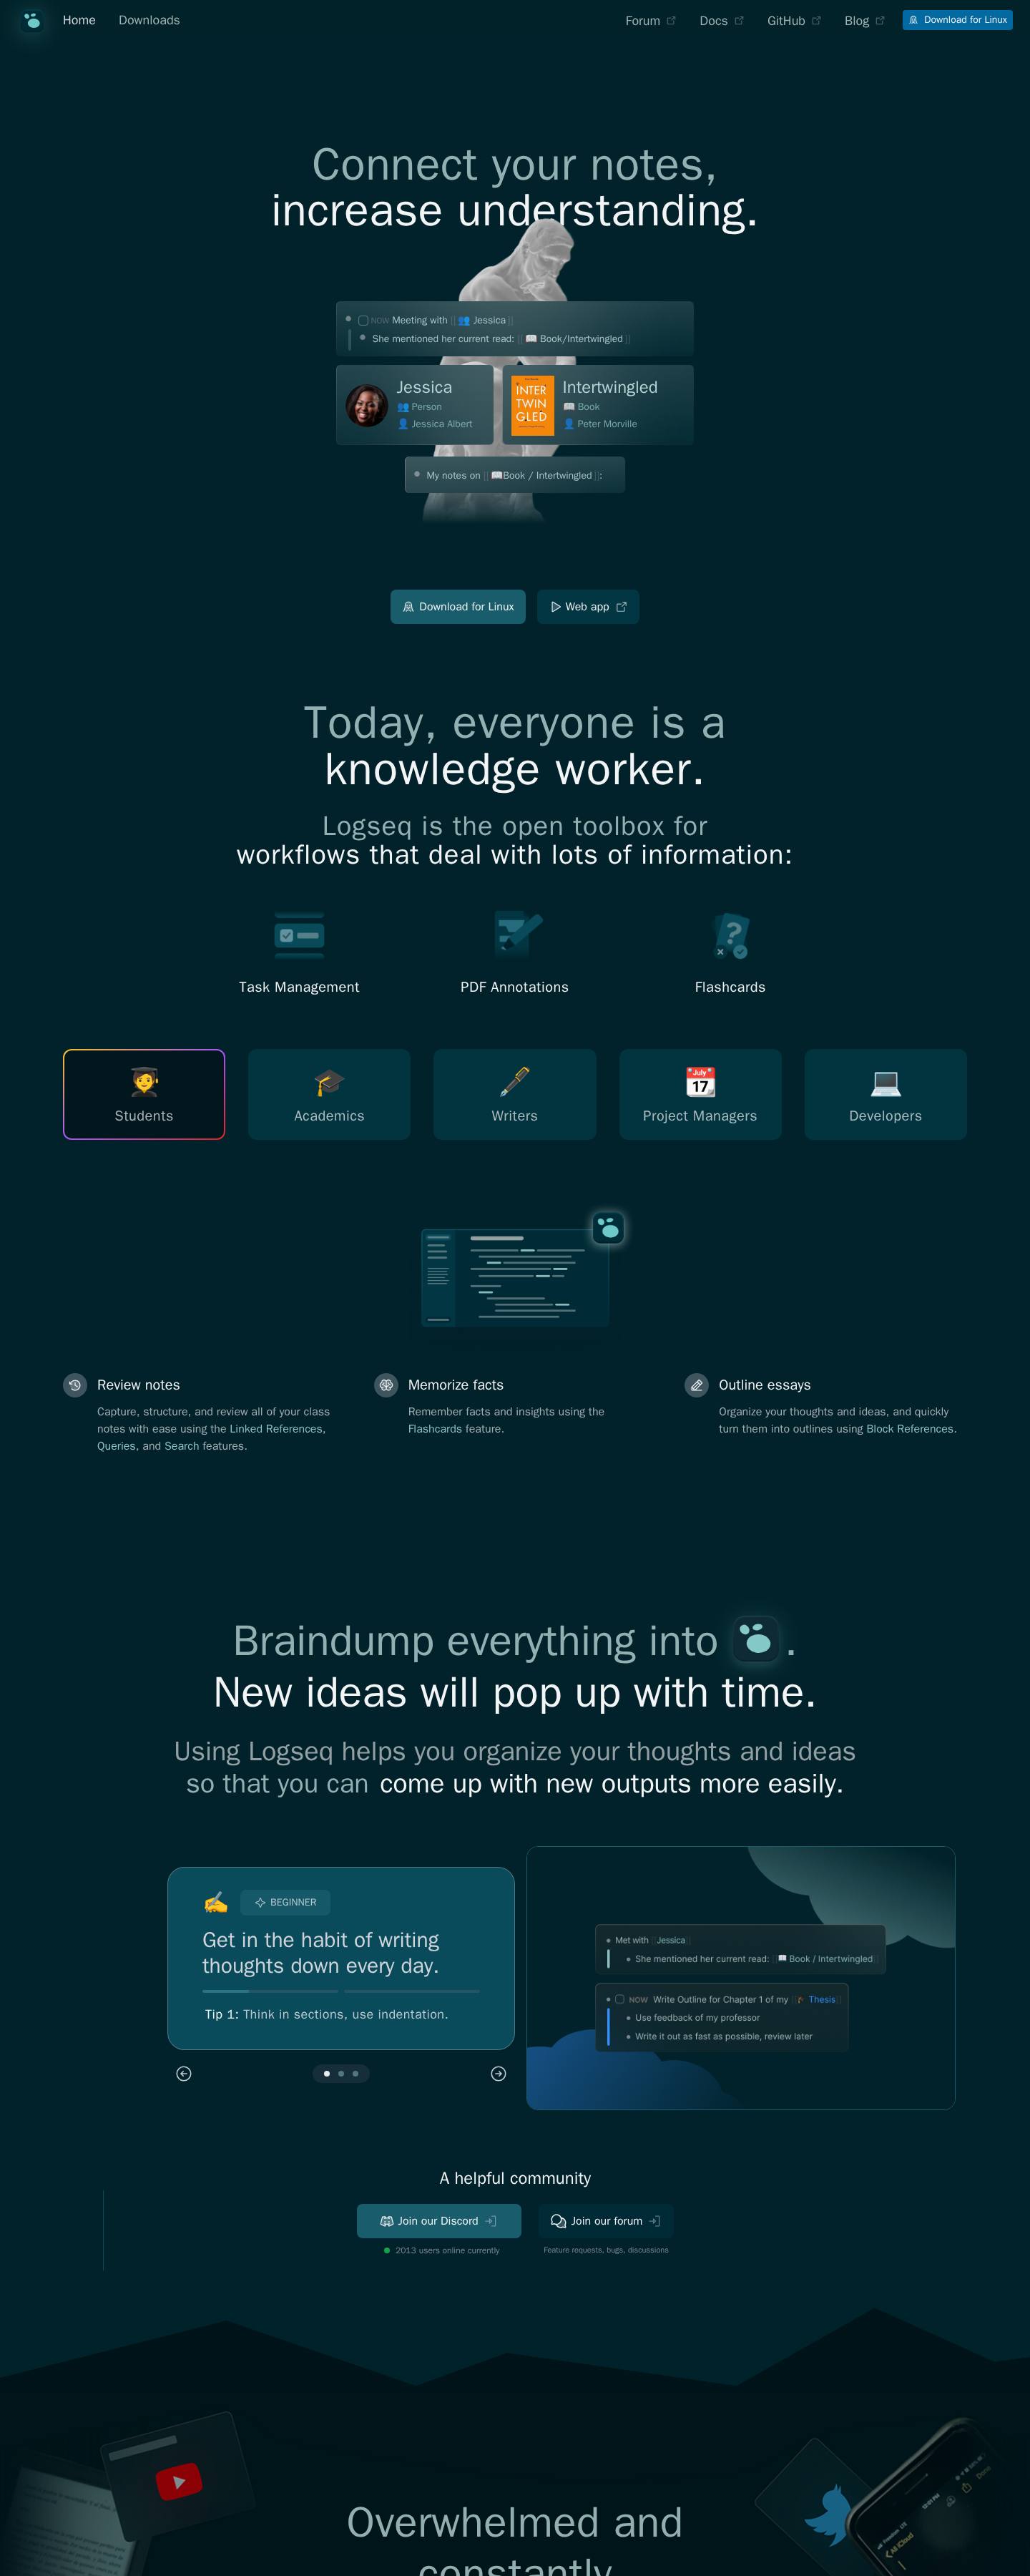 Home
Downloads
Forum
Docs
GitHub
Blog
Download for Linux
Connect your notes,
increase understanding.
NOW Meeting with [[ 👥 Jessica ]]
She mentioned her current read: [[ 📖 Book/Intertwingled ]]
Jessica
👥 Person
👤 Jessica Albert
INTER
TWIN
GLED
Intertwingled
📖 Book
👤 Peter Morville
My notes on [[ 📖Book / Intertwingled ]]:
Download for Linux
Web app
Today, everyone is a
knowledge worker.
Logseq is the open toolbox for
workflows that deal with lots of information:
Task Management
PDF Annotations
Flashcards
July
17
Students
Academics
Writers
Project Managers
Developers
Review notes
Capture, structure, and review all of your class
notes with ease using the Linked References,
Queries, and Search features.
Memorize facts
Remember facts and insights using the
Flashcards feature.
Outline essays
Organize your thoughts and ideas, and quickly
turn them into outlines using Block References.
Braindump everything into .
New ideas will pop up with time.
Using Logseq helps you organize your thoughts and ideas
so that you can come up with new outputs more easily.
BEGINNER
Get in the habit of writing
thoughts down every day.
Tip 1: Think in sections, use indentation.
Met with [[ Jessica ]]
She mentioned her current read: [[ 📖 Book / Intertwingled ]]
NOW Write Outline for Chapter 1 of my [[ 🎓 Thesis ]]
Use feedback of my professor
Write it out as fast as possible, review later
A helpful community
Join our Discord
2013 users online currently
Join our forum
Feature requests, bugs, discussions
Done
All iCloud
Overwhelmed and
constantly